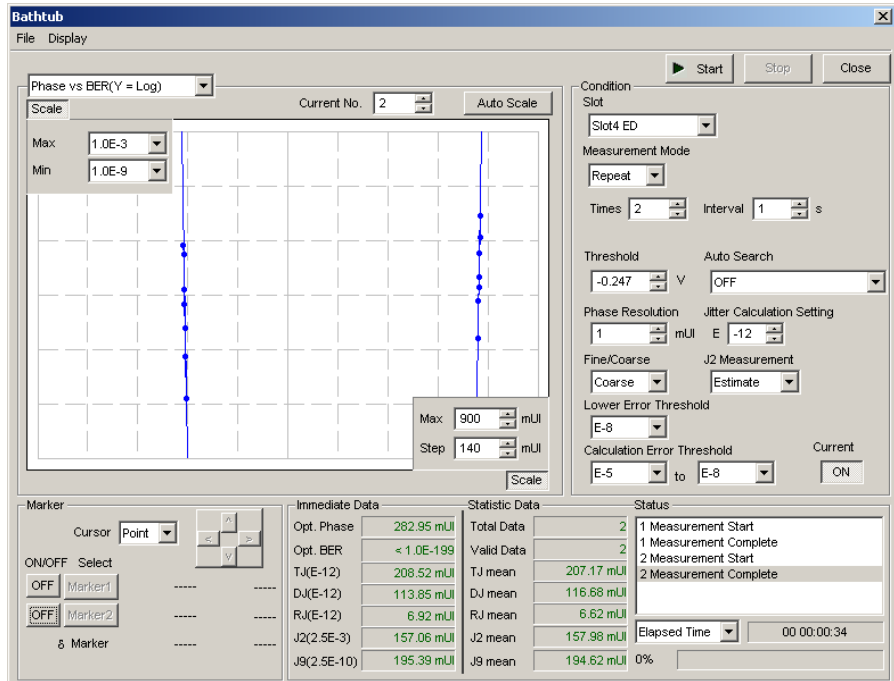 Bathtub
File Display
Start Stop Close
Phase vs BER(Y = Log)
Scale
Current No. 2 Auto Scale
Max 1.0E-3
Min 1.0E-9
Max 900 mUI
Step 140 mUI
Scale
Condition
Slot
Slot4 ED
Measurement Mode
Repeat
Times 2 Interval 1 s
Threshold Auto Search
-0.247 V OFF
Phase Resolution Jitter Calculation Setting
1 mUI E -12
Fine/Coarse J2 Measurement
Coarse Estimate
Lower Error Threshold
E-8
Calculation Error Threshold Current
E-5 to E-8 ON
Marker
Cursor Point
< ^ v >
ON/OFF Select
OFF Marker1 ----- -----
OFF Marker2 ----- -----
δ Marker ----- -----
Immediate Data
Opt. Phase 282.95 mUI
Opt. BER < 1.0E-199
TJ(E-12) 208.52 mUI
DJ(E-12) 113.85 mUI
RJ(E-12) 6.92 mUI
J2(2.5E-3) 157.06 mUI
J9(2.5E-10) 195.39 mUI
Statistic Data
Total Data 2
Valid Data 2
TJ mean 207.17 mUI
DJ mean 116.68 mUI
RJ mean 6.62 mUI
J2 mean 157.98 mUI
J9 mean 194.62 mUI
Status
1 Measurement Start
1 Measurement Complete
2 Measurement Start
2 Measurement Complete
Elapsed Time 00 00:00:34
0%